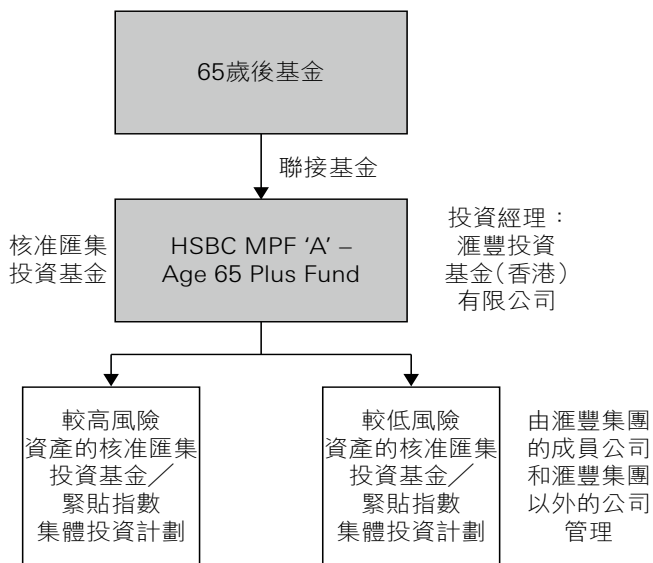 65歲後基金
聯接基金
核准匯集
投資基金
HSBC MPF ‘A’ –
Age 65 Plus Fund
投資經理：
滙豐投資
基金（香港）
有限公司
較高風險
資產的核准匯集
投資基金／
緊貼指數
集體投資計劃
較低風險
資產的核准匯集
投資基金／
緊貼指數
集體投資計劃
由滙豐集團
的成員公司
和滙豐集團
以外的公司
管理